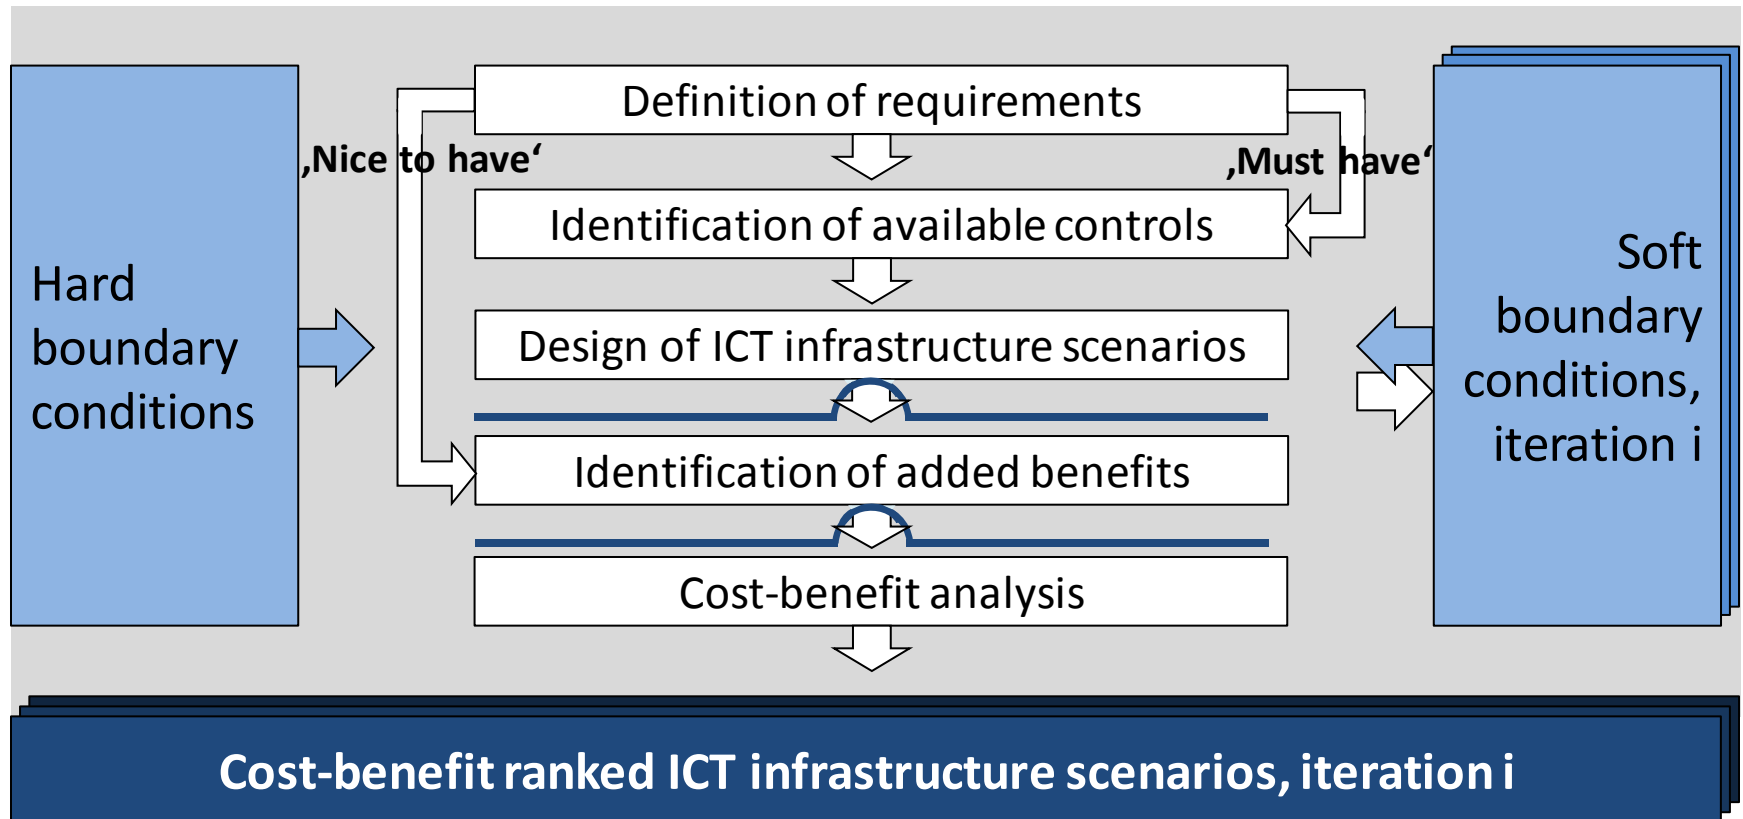 Definition of requirements
‚Nice to have‘
‚Must have‘
Identification of available controls
Hard
boundary
conditions
Soft
boundary
conditions,
iteration i
Design of ICT infrastructure scenarios
Identification of added benefits
Cost-benefit analysis
Cost-benefit ranked ICT infrastructure scenarios, iteration i